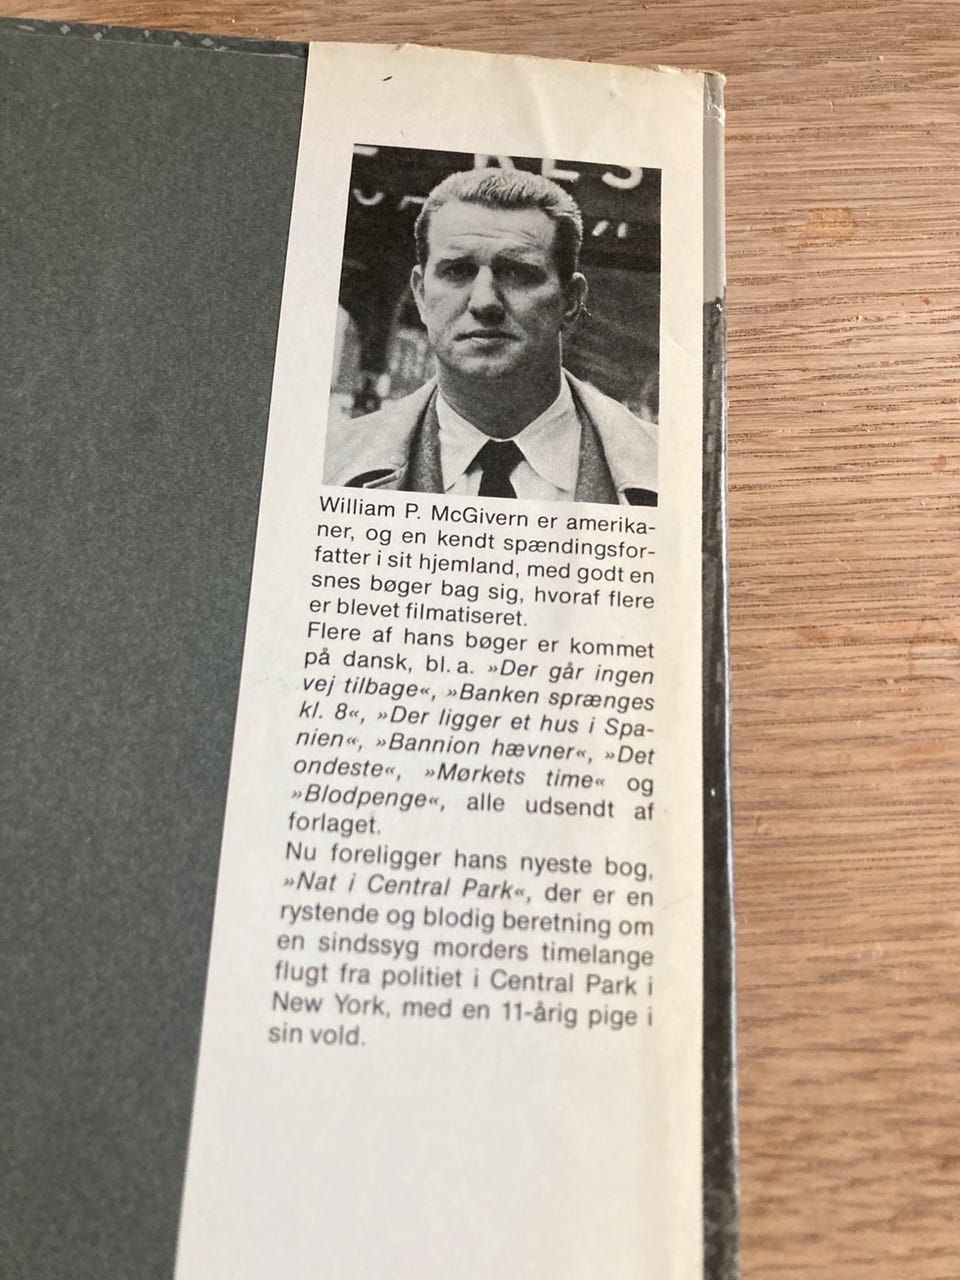 William P. McGivern er amerika-
ner, og en kendt spændingsfor-
fatter i sit hjemland, med godt en
snes bøger bag sig, hvoraf flere
er blevet filmatiseret.
Flere af hans bøger er kommet
på dansk, bl. a. »Der går ingen
vej tilbage«, »Banken sprænges
kl. 8«, »Der ligger et hus i Spa-
nien«, »Bannion hævner«, »Det
ondeste«, »Mørkets time« og
»Blodpenge«, alle udsendt af
forlaget.
Nu foreligger hans nyeste bog,
»Nat i Central Park«, der er en
rystende og blodig beretning om
en sindssyg morders timelange
flugt fra politiet i Central Park i
New York, med en 11-årig pige i
sin vold.